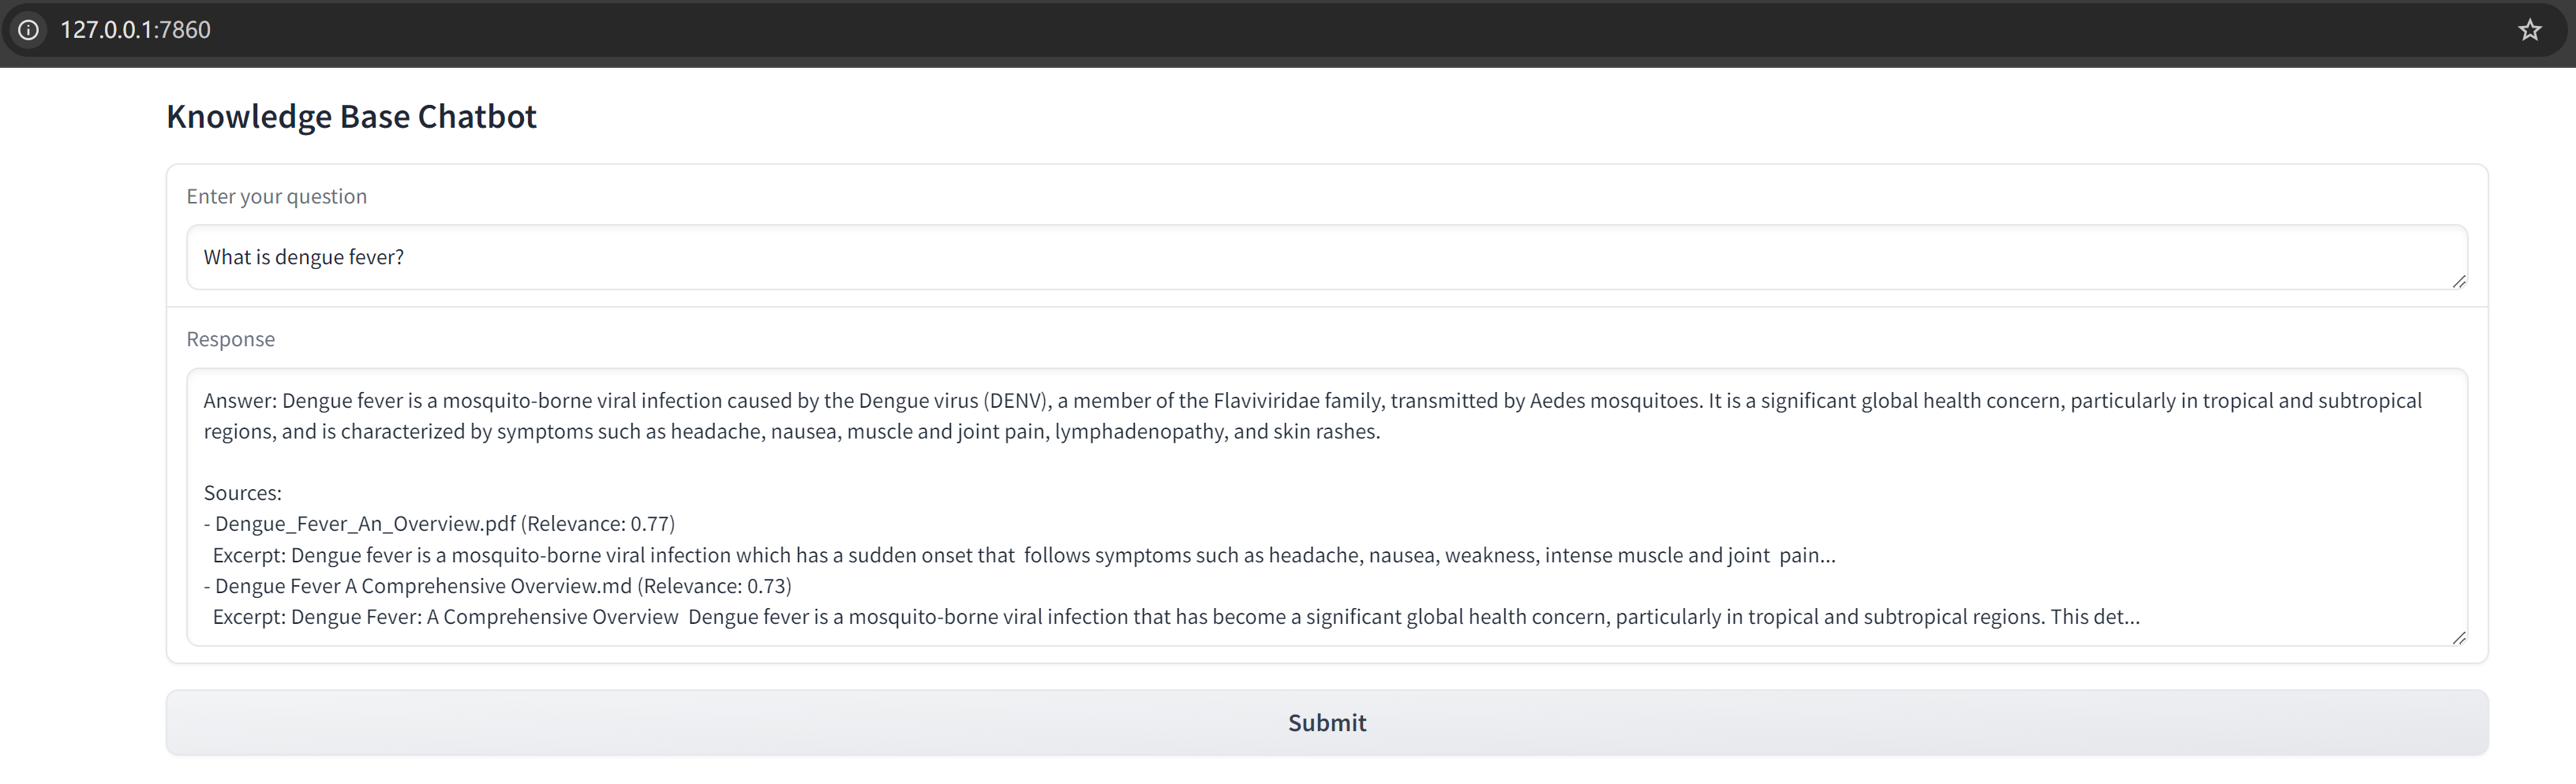 127.0.0.1:7860
Knowledge Base Chatbot
Enter your question
What is dengue fever?
Response
Answer: Dengue fever is a mosquito-borne viral infection caused by the Dengue virus (DENV), a member of the Flaviviridae family, transmitted by Aedes mosquitoes. It is a significant global health concern, particularly in tropical and subtropical
regions, and is characterized by symptoms such as headache, nausea, muscle and joint pain, lymphadenopathy, and skin rashes.
Sources:
- Dengue_Fever_An_Overview.pdf (Relevance: 0.77)
Excerpt: Dengue fever is a mosquito-borne viral infection which has a sudden onset that  follows symptoms such as headache, nausea, weakness, intense muscle and joint  pain...
- Dengue Fever A Comprehensive Overview.md (Relevance: 0.73)
Excerpt: Dengue Fever: A Comprehensive Overview  Dengue fever is a mosquito-borne viral infection that has become a significant global health concern, particularly in tropical and subtropical regions. This det...
Submit